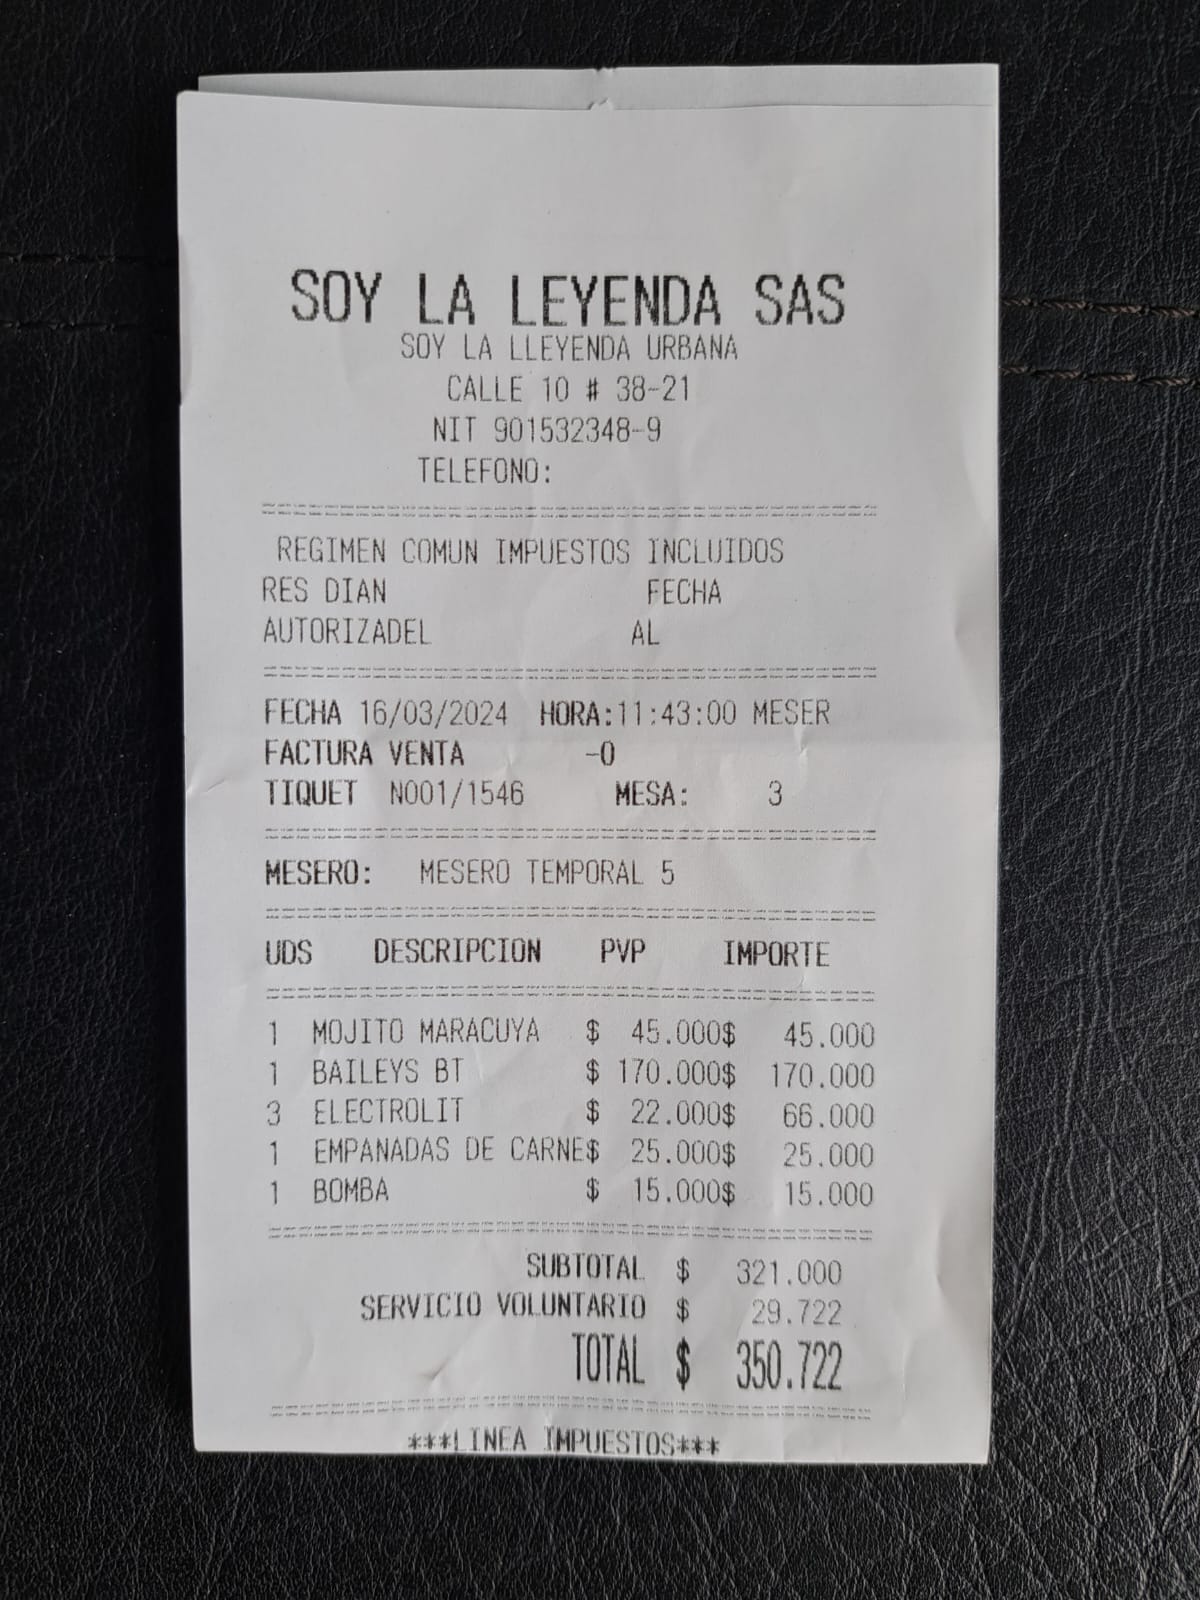 SOY LA LEYENDA SAS
SOY LA LLEYENDA URBANA
CALLE 10 # 38-21
NIT 901532348-9
TELEFONO:
REGIMEN COMUN IMPUESTOS INCLUIDOS
RES DIAN FECHA
AUTORIZADEL AL
FECHA 16/03/2024 HORA:11:43:00 MESER
FACTURA VENTA -0
TIQUET N001/1546 MESA: 3
MESERO: MESERO TEMPORAL 5
UDS DESCRIPCION PVP IMPORTE
1 MOJITO MARACUYA $ 45.000$ 45.000
1 BAILEYS BT $ 170.000$ 170.000
3 ELECTROLIT $ 22.000$ 66.000
1 EMPANADAS DE CARNE$ 25.000$ 25.000
1 BOMBA $ 15.000$ 15.000
SUBTOTAL $ 321.000
SERVICIO VOLUNTARIO $ 29.722
TOTAL $ 350.722
***LINEA IMPUESTOS***